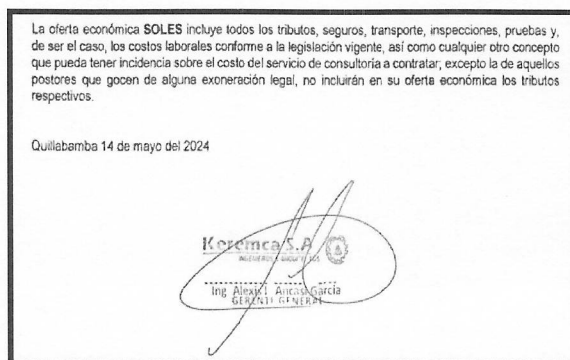 La oferta económica SOLES incluye todos los tributos, seguros, transporte, inspecciones, pruebas y,
de ser el caso, los costos laborales conforme a la legislación vigente, así como cualquier otro concepto
que pueda tener incidencia sobre el costo del servicio de consultoría a contratar; excepto la de aquellos
postores que gocen de alguna exoneración legal, no incluirán en su oferta económica los tributos
respectivos.
Quillabamba 14 de mayo del 2024
Keremca S.A
Ing Alexis Ancasi García
GERENTE GENERAL